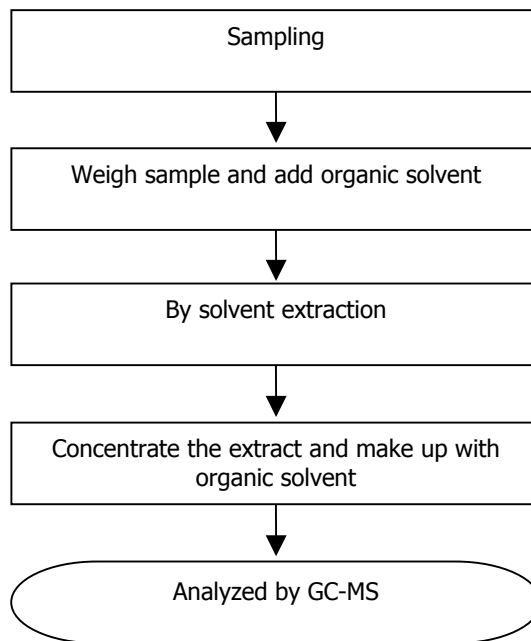 Sampling
Weigh sample and add organic solvent
By solvent extraction
Concentrate the extract and make up with
organic solvent
Analyzed by GC-MS